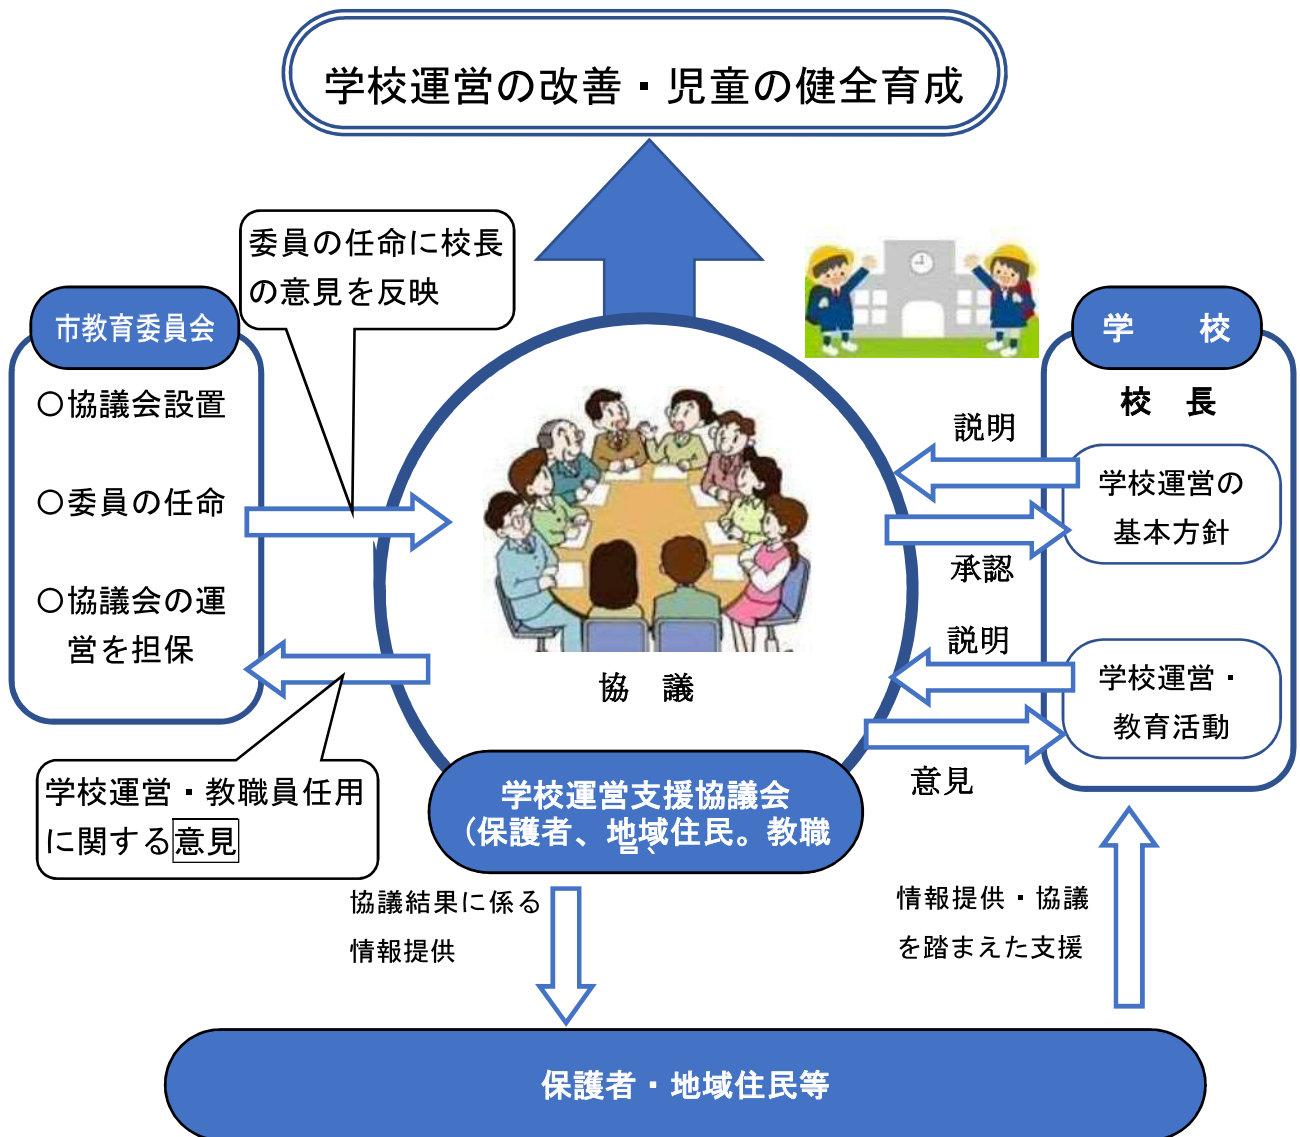 学校運営の改善・児童の健全育成
委員の任命に校長
の意見を反映
市教育委員会
○協議会設置
○委員の任命
○協議会の運
営を担保
学校運営・教職員任用
に関する意見
協　議
学校運営支援協議会
(保護者、地域住民。教職
学　　校
校　長
説明
学校運営の
基本方針
承認
説明
学校運営・
教育活動
意見
協議結果に係る
情報提供
情報提供・協議
を踏まえた支援
保護者・地域住民等